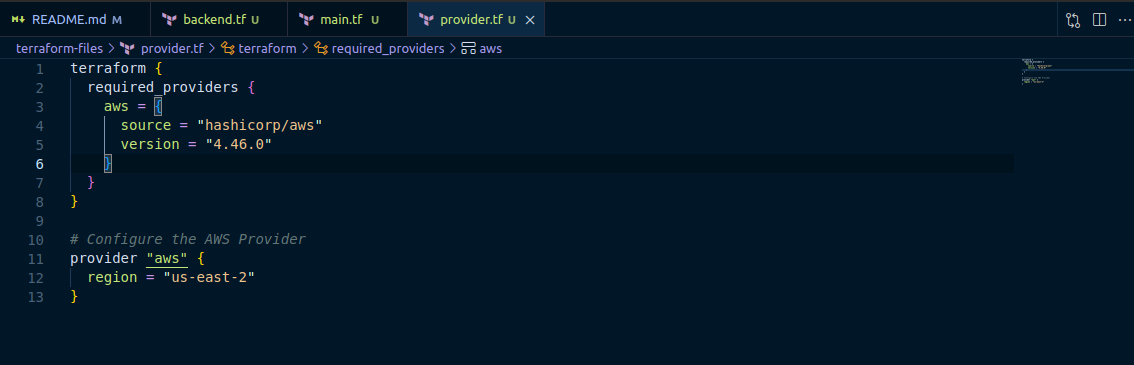 README.md M backend.tf U main.tf U provider.tf U
terraform-files > provider.tf > terraform > required_providers > aws
1 terraform {
2 required_providers {
3 aws = {
4 source = "hashicorp/aws"
5 version = "4.46.0"
6 }
7 }
8 }
9
10 # Configure the AWS Provider
11 provider "aws" {
12 region = "us-east-2"
13 }